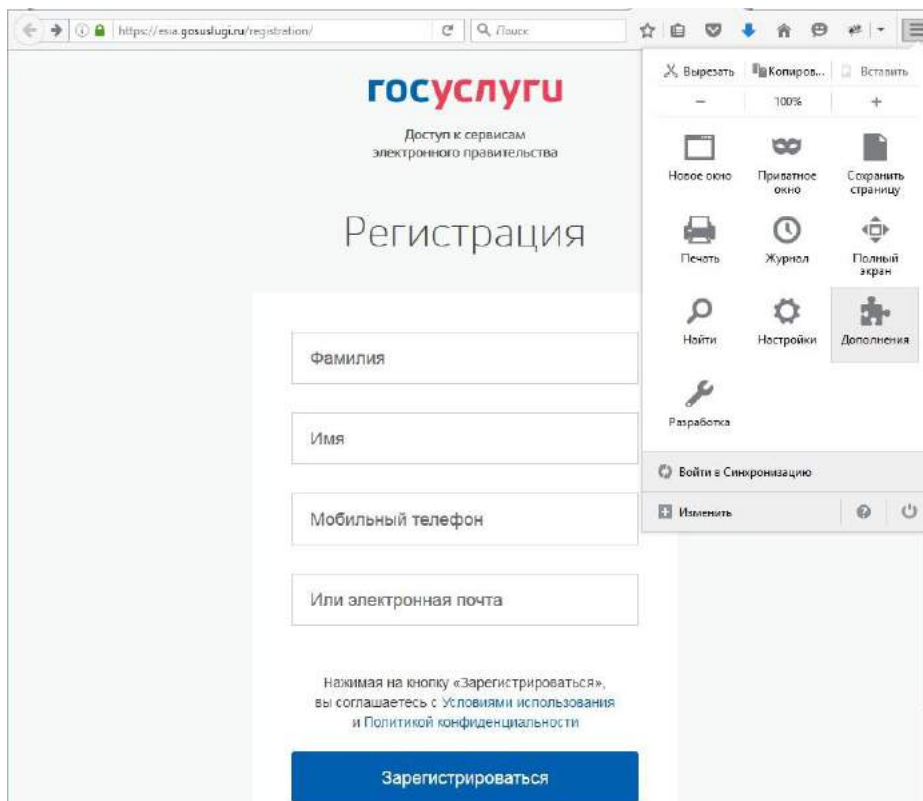 https://esia.gosuslugi.ru/registration/
Поиск
госуслуги
Доступ к сервисам
электронного правительства
Регистрация
Фамилия
Имя
Мобильный телефон
Или электронная почта
Нажимая на кнопку «Зарегистрироваться»,
вы соглашаетесь с Условиями использования
и Политикой конфиденциальности
Зарегистрироваться
Вырезать
Копиров...
Вставить
100%
Новое окно
Приватное
окно
Сохранить
страницу
Печать
Журнал
Полный
экран
Найти
Настройки
Дополнения
Разработка
Войти в Синхронизацию
Изменить